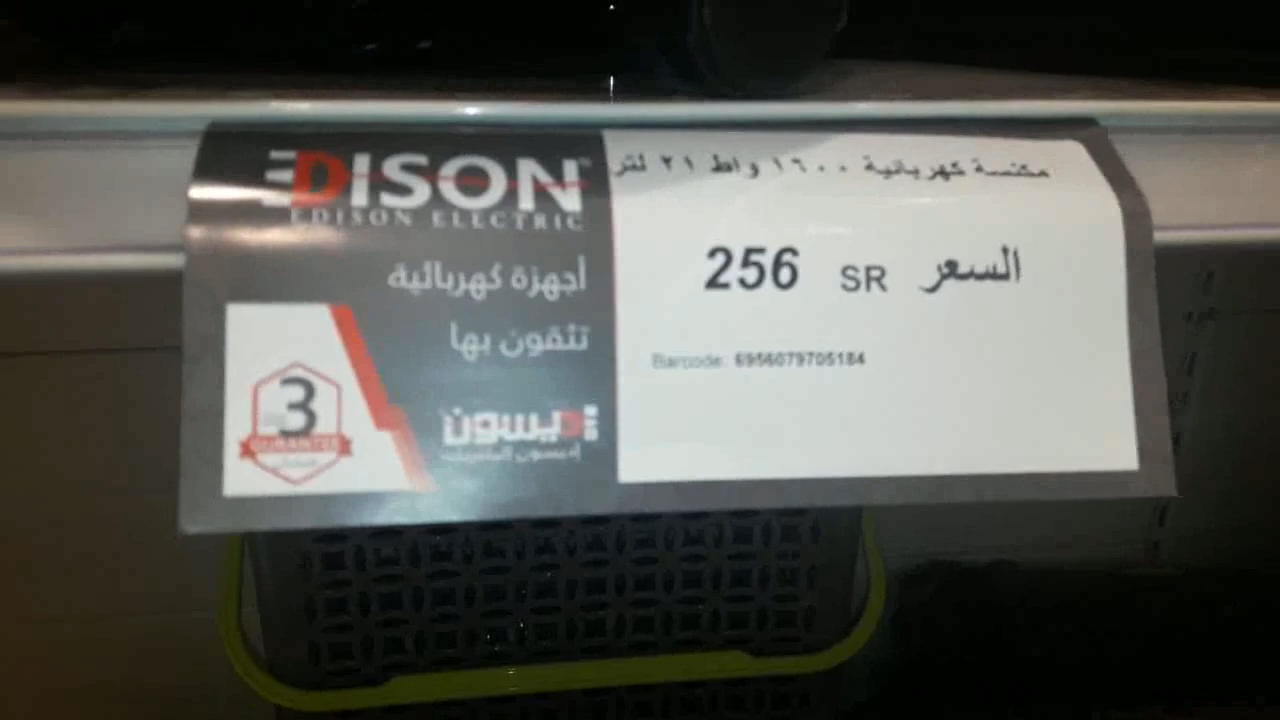 EDISON
EDISON ELECTRIC
أجهزة كهربائية
تثقون بها
3
GURANTEE
إديسون
مكنسة كهربائية ١٦٠٠ واط ٢١ لتر
السعر SR 256
Barcode: 6956079705184